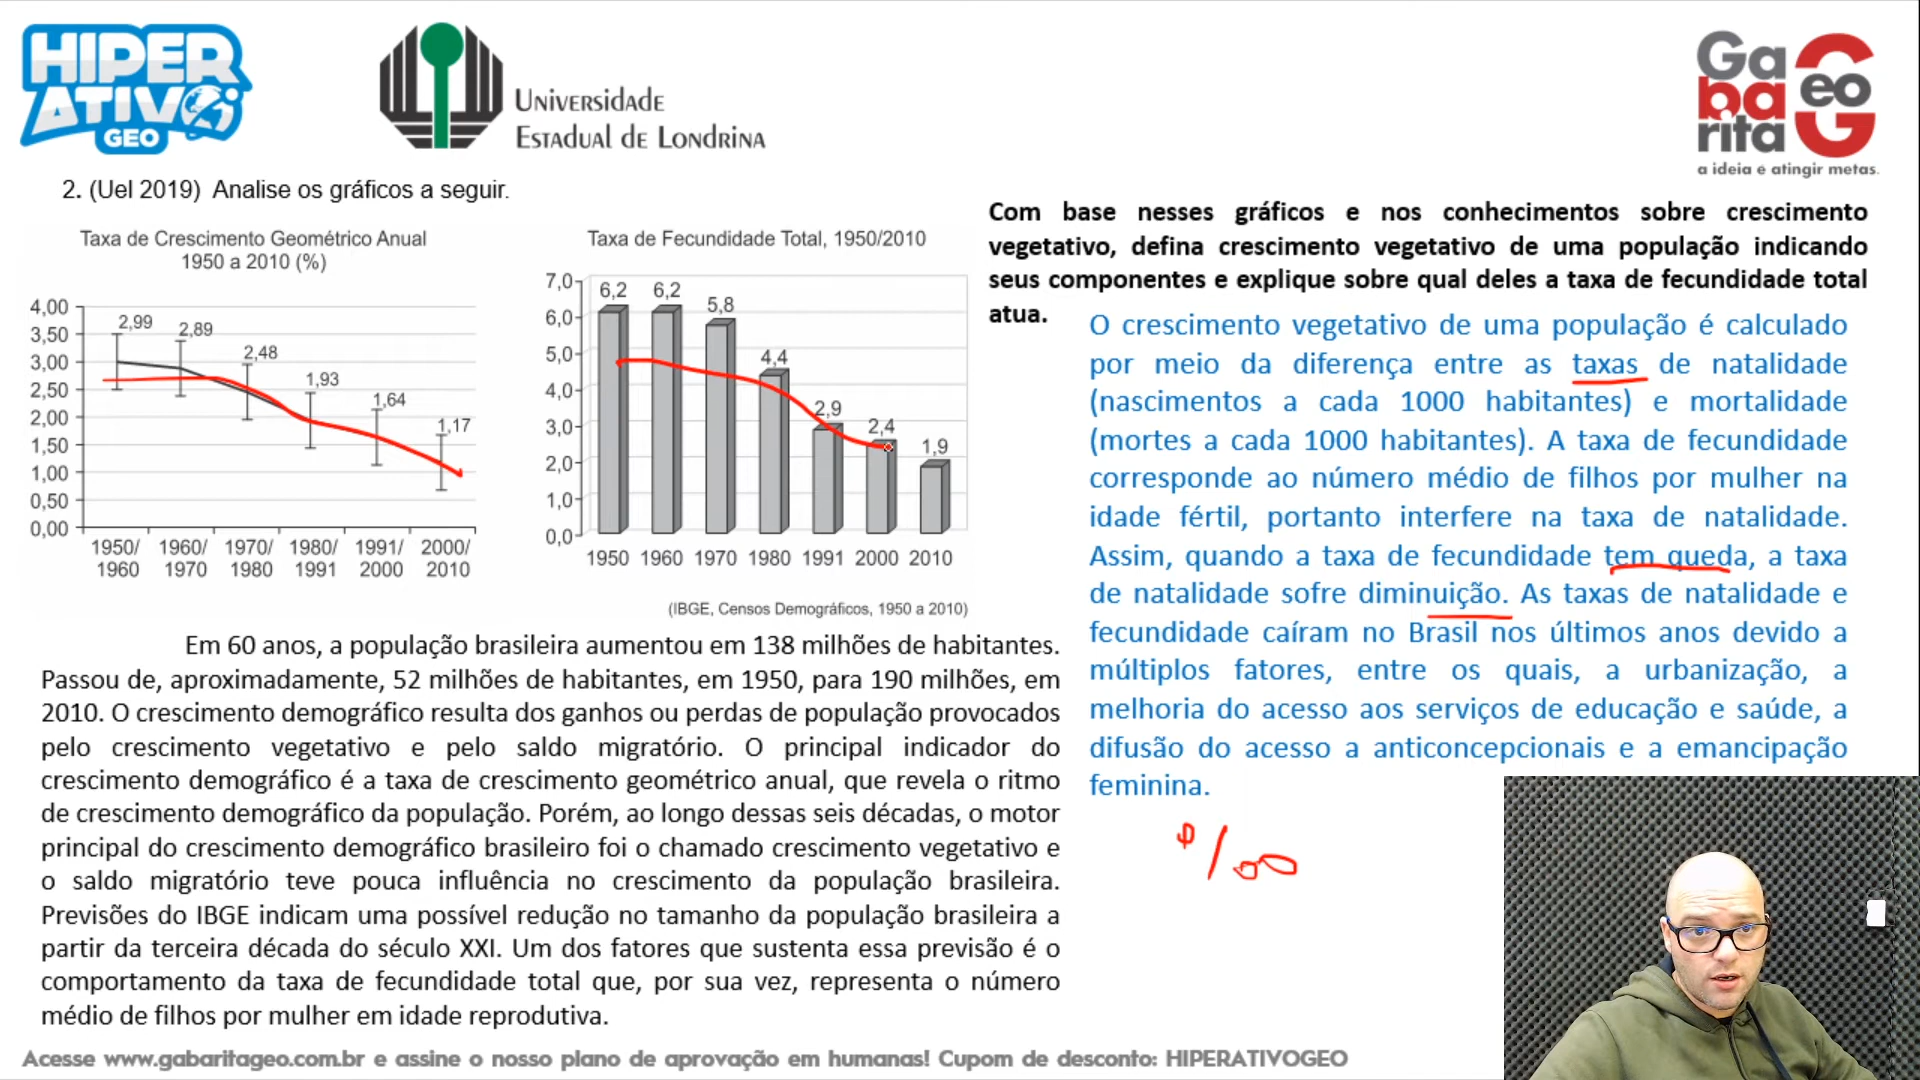 HIPER
ATIVO
GEO
UNIVERSIDADE
ESTADUAL DE LONDRINA
Ga
ba
rita
eo
a ideia é atingir metas.
2. (Uel 2019) Analise os gráficos a seguir.
Taxa de Crescimento Geométrico Anual
1950 a 2010 (%)
4,00
3,50
3,00
2,50
2,00
1,50
1,00
0,50
0,00
2,99
2,89
2,48
1,93
1,64
1,17
1950/ 1960/ 1970/ 1980/ 1991/ 2000/
1960 1970 1980 1991 2000 2010
Taxa de Fecundidade Total, 1950/2010
7,0
6,0
5,0
4,0
3,0
2,0
1,0
0,0
6,2
6,2
5,8
4,4
2,9
2,4
1,9
1950 1960 1970 1980 1991 2000 2010
(IBGE, Censos Demográficos, 1950 a 2010)
Em 60 anos, a população brasileira aumentou em 138 milhões de habitantes.
Passou de, aproximadamente, 52 milhões de habitantes, em 1950, para 190 milhões, em
2010. O crescimento demográfico resulta dos ganhos ou perdas de população provocados
pelo crescimento vegetativo e pelo saldo migratório. O principal indicador do
crescimento demográfico é a taxa de crescimento geométrico anual, que revela o ritmo
de crescimento demográfico da população. Porém, ao longo dessas seis décadas, o motor
principal do crescimento demográfico brasileiro foi o chamado crescimento vegetativo e
o saldo migratório teve pouca influência no crescimento da população brasileira.
Previsões do IBGE indicam uma possível redução no tamanho da população brasileira a
partir da terceira década do século XXI. Um dos fatores que sustenta essa previsão é o
comportamento da taxa de fecundidade total que, por sua vez, representa o número
médio de filhos por mulher em idade reprodutiva.
Com base nesses gráficos e nos conhecimentos sobre crescimento
vegetativo, defina crescimento vegetativo de uma população indicando
seus componentes e explique sobre qual deles a taxa de fecundidade total
atua.
O crescimento vegetativo de uma população é calculado
por meio da diferença entre as taxas de natalidade
(nascimentos a cada 1000 habitantes) e mortalidade
(mortes a cada 1000 habitantes). A taxa de fecundidade
corresponde ao número médio de filhos por mulher na
idade fértil, portanto interfere na taxa de natalidade.
Assim, quando a taxa de fecundidade tem queda, a taxa
de natalidade sofre diminuição. As taxas de natalidade e
fecundidade caíram no Brasil nos últimos anos devido a
múltiplos fatores, entre os quais, a urbanização, a
melhoria do acesso aos serviços de educação e saúde, a
difusão do acesso a anticoncepcionais e a emancipação
feminina.
Acesse www.gabaritageo.com.br e assine o nosso plano de aprovação em humanas! Cupom de desconto: HIPERATIVOGEO